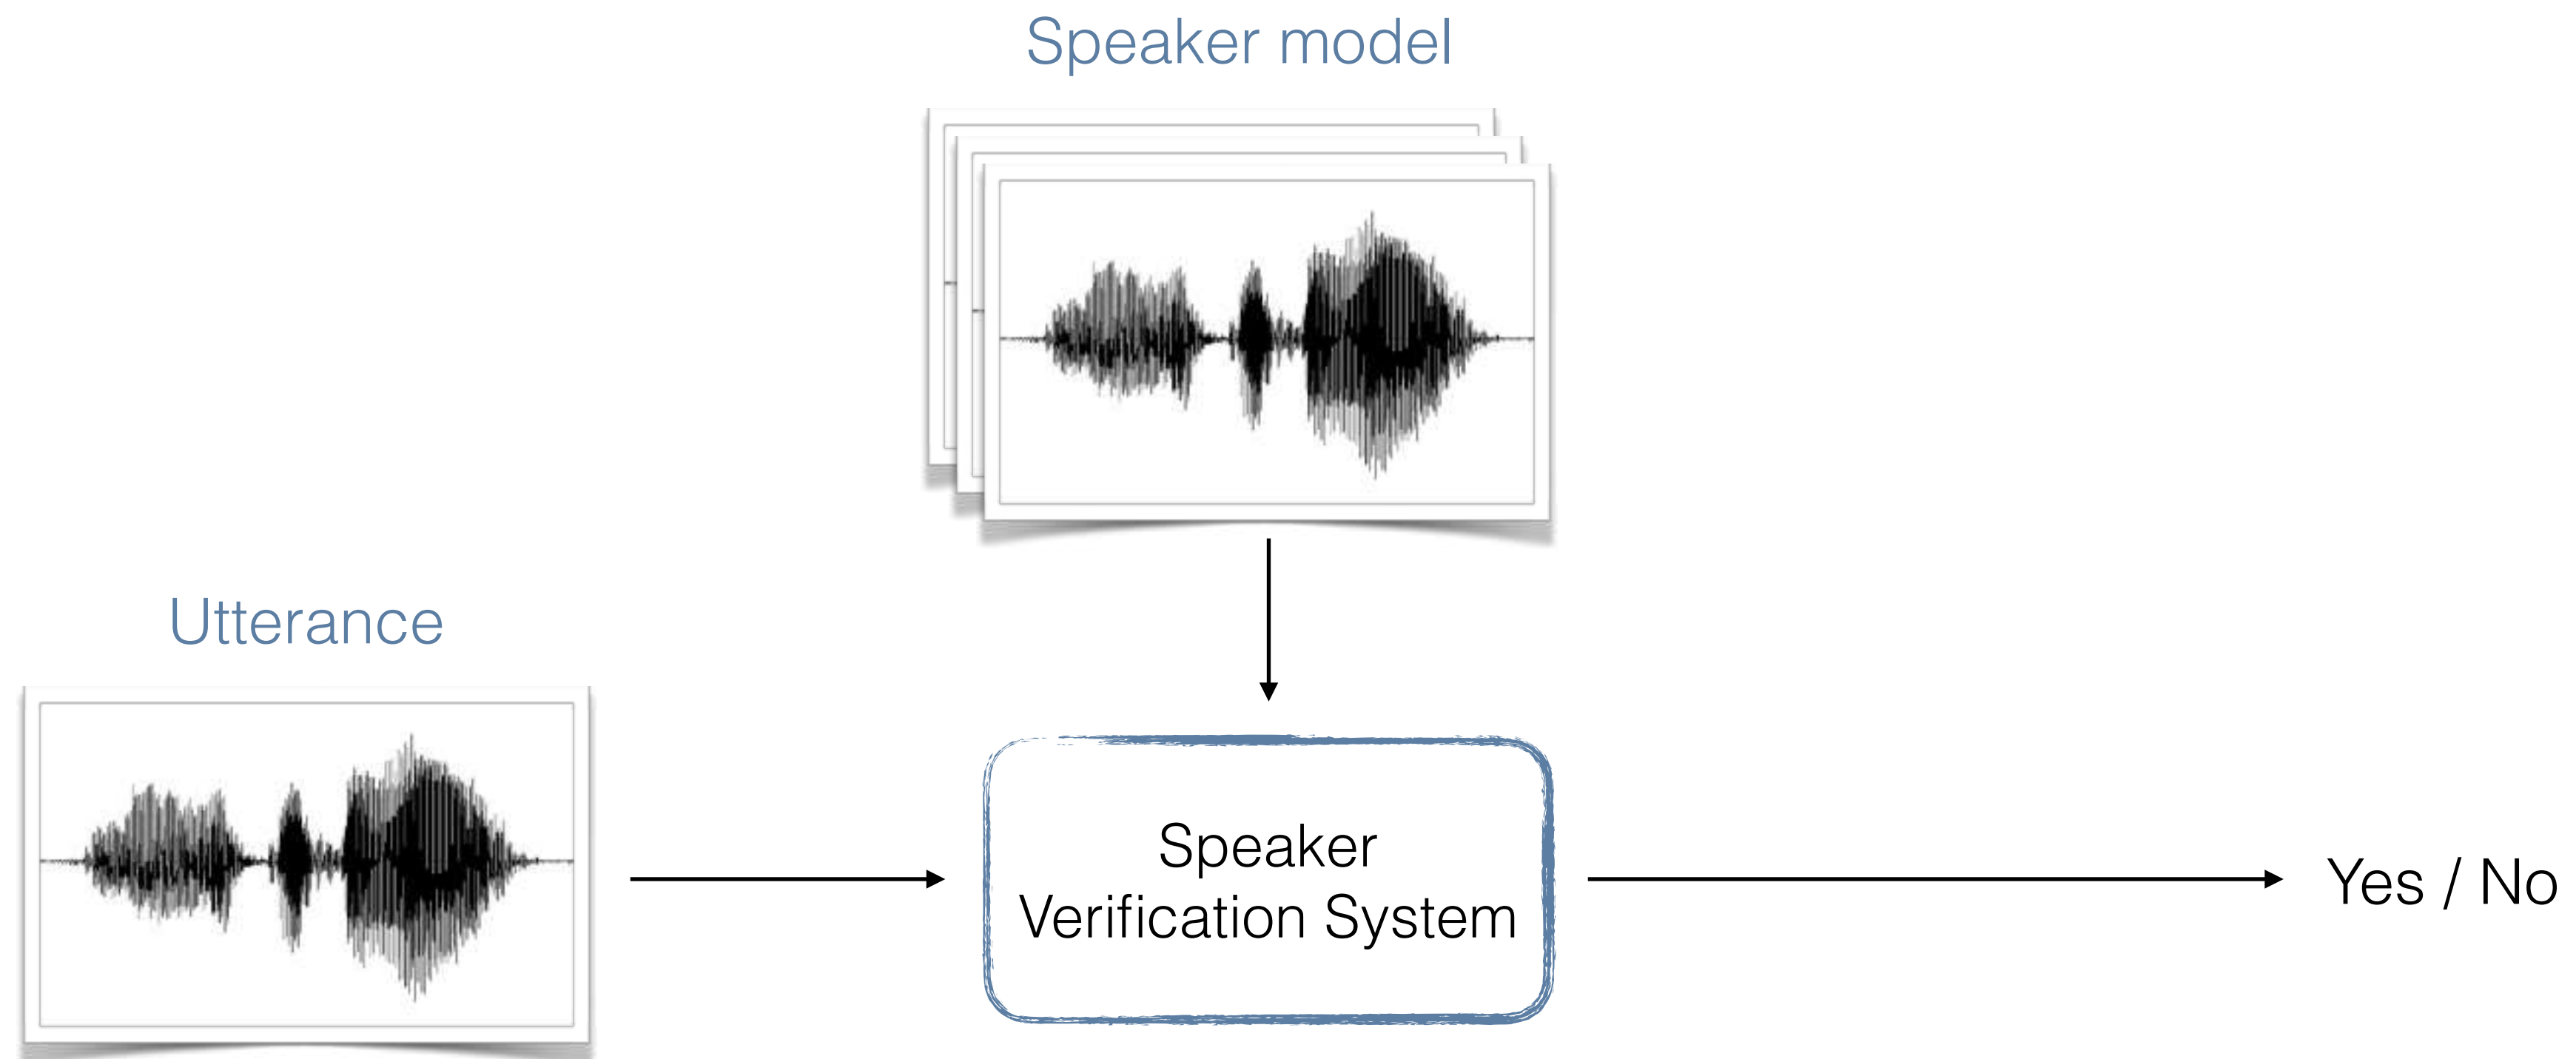 Speaker model
Utterance
Speaker
Verification System
Yes / No